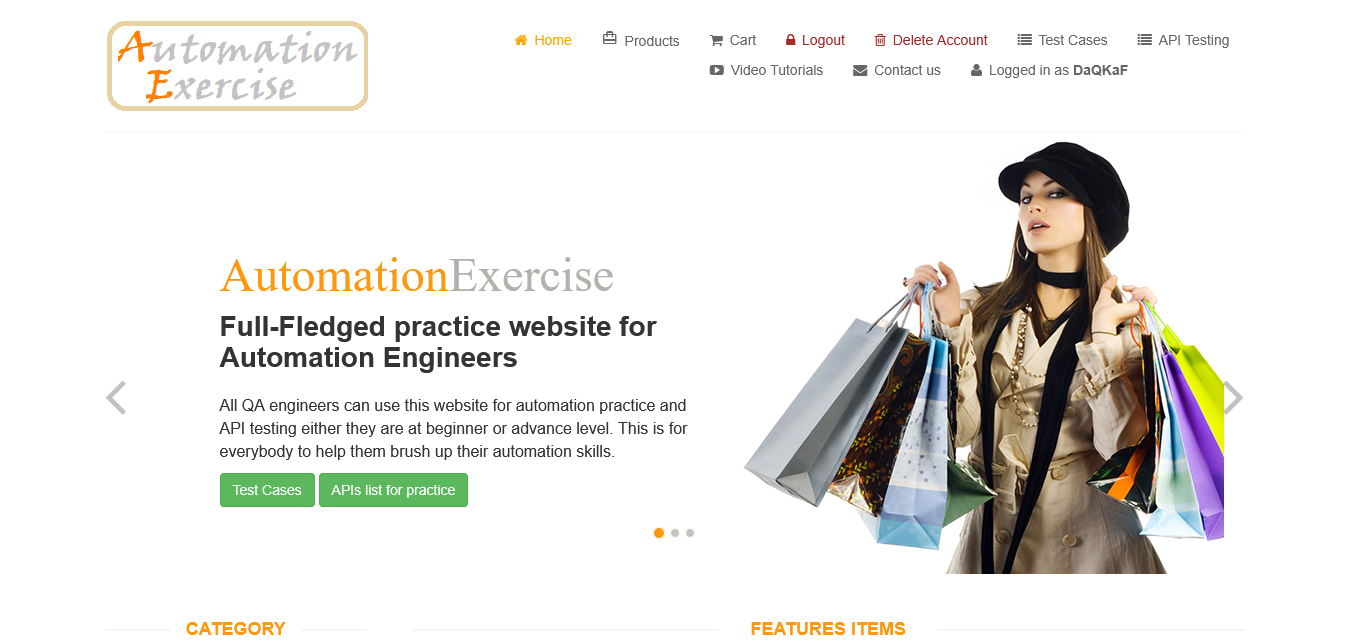 Automation
Exercise
Home Products Cart Logout Delete Account Test Cases API Testing
Video Tutorials Contact us Logged in as DaQKaF
AutomationExercise
Full-Fledged practice website for
Automation Engineers
All QA engineers can use this website for automation practice and
API testing either they are at beginner or advance level. This is for
everybody to help them brush up their automation skills.
Test Cases APIs list for practice
CATEGORY FEATURES ITEMS